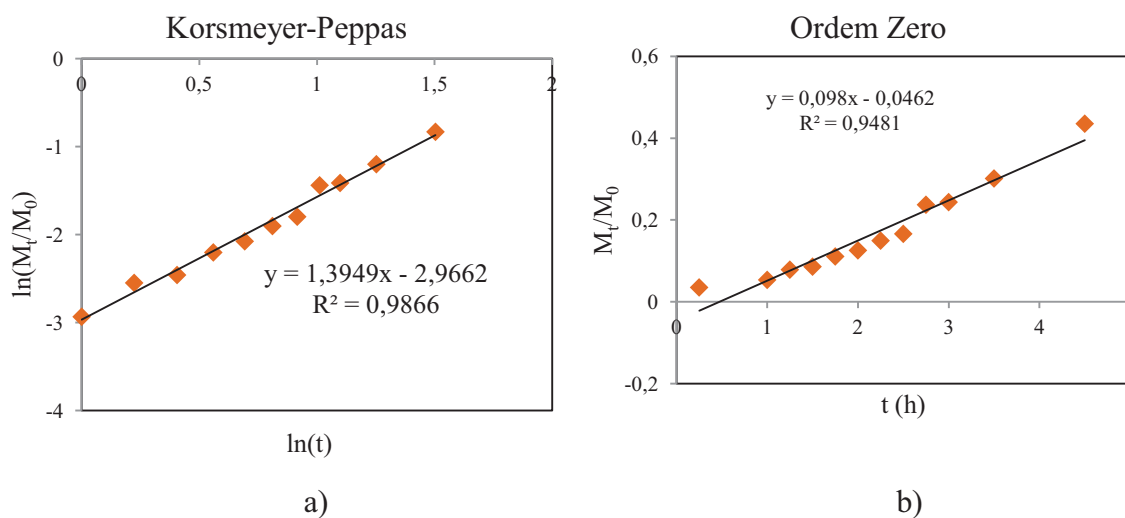 Korsmeyer-Peppas
0
0
0,5
1
1,5
2
-1
-2
-3
-4
ln(Mt/M0)
y = 1,3949x - 2,9662
R² = 0,9866
ln(t)
a)
Ordem Zero
0,6
0,4
0,2
0
-0,2
0
1
2
3
4
Mt/M0
y = 0,098x - 0,0462
R² = 0,9481
t (h)
b)